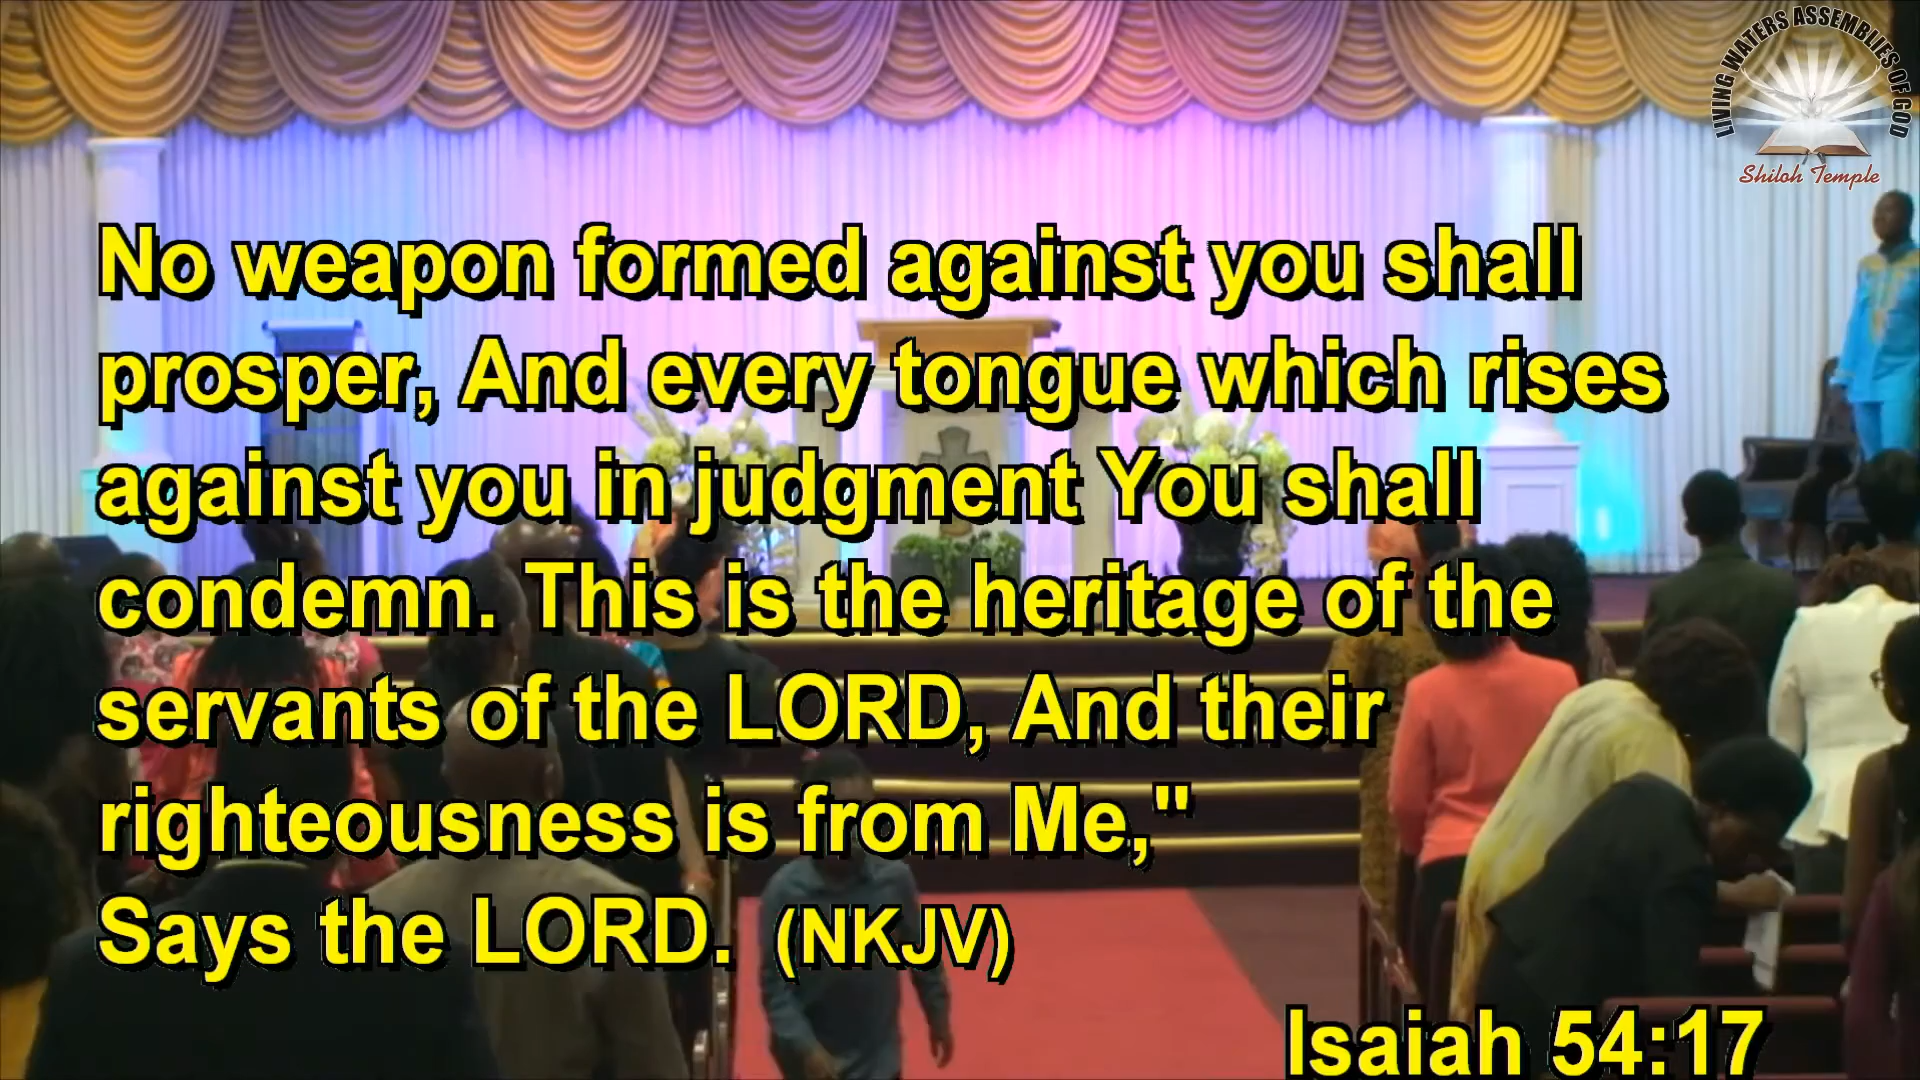 LIVING WATERS ASSEMBLIES OF GOD
Shiloh Temple
No weapon formed against you shall
prosper, And every tongue which rises
against you in judgment You shall
condemn. This is the heritage of the
servants of the LORD, And their
righteousness is from Me,"
Says the LORD. (NKJV)
Isaiah 54:17